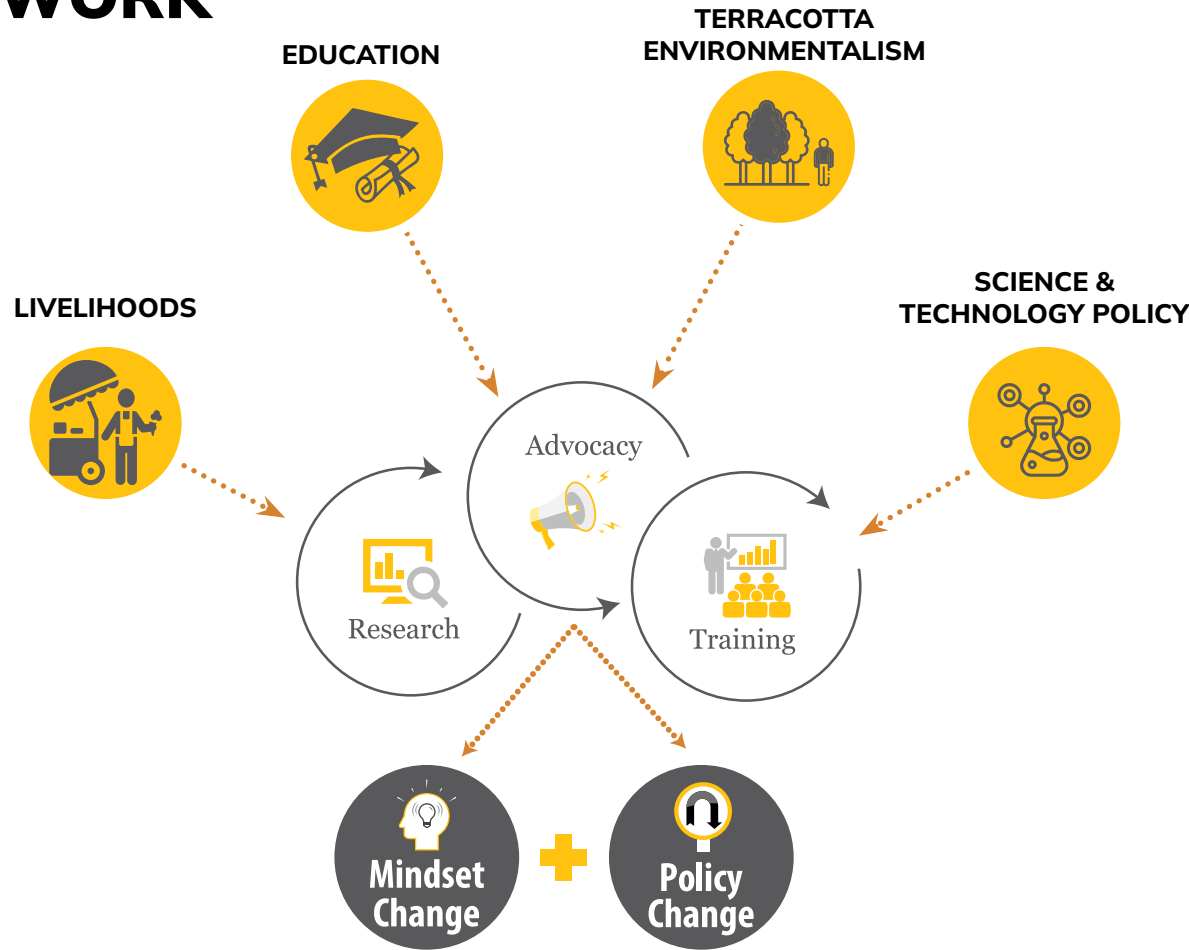 WORK
TERRACOTTA
ENVIRONMENTALISM
EDUCATION
SCIENCE &
TECHNOLOGY POLICY
LIVELIHOODS
Advocacy
Research
Training
Mindset
Change
Policy
Change